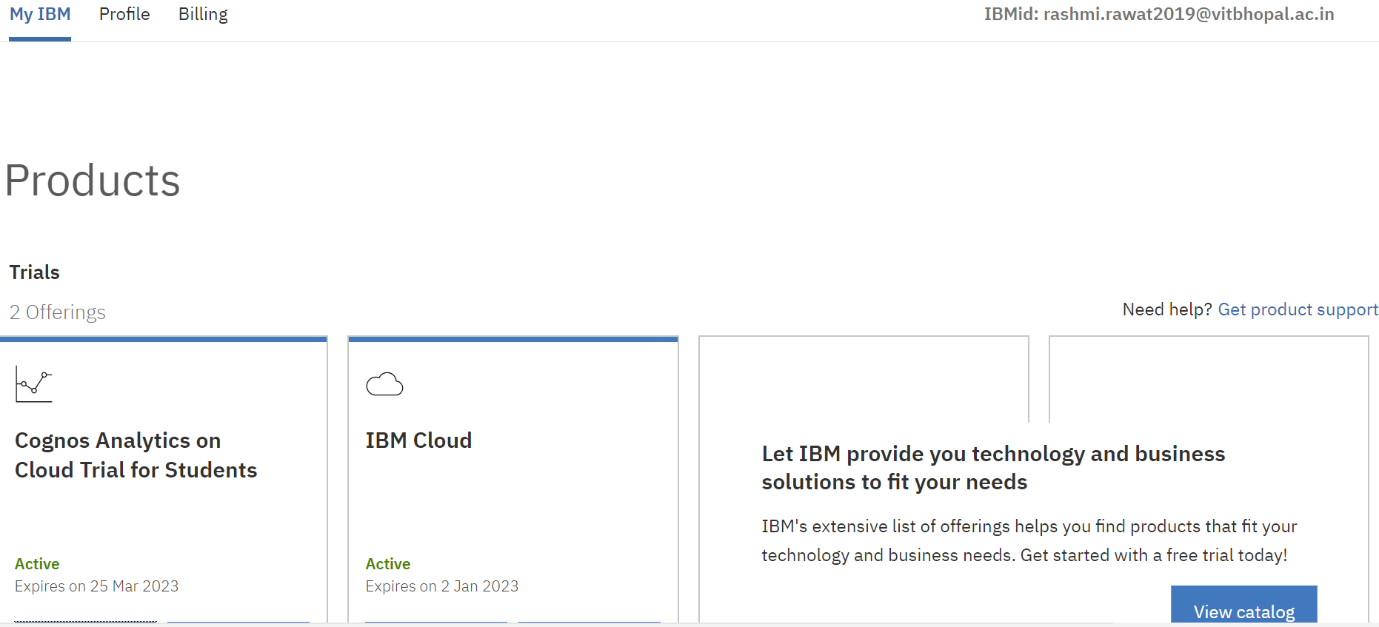 My IBM Profile Billing IBMid: rashmi.rawat2019@vitbhopal.ac.in
Products
Trials
2 Offerings
Need help? Get product support
Cognos Analytics on
Cloud Trial for Students
Active
Expires on 25 Mar 2023
IBM Cloud
Active
Expires on 2 Jan 2023
Let IBM provide you technology and business
solutions to fit your needs
IBM's extensive list of offerings helps you find products that fit your
technology and business needs. Get started with a free trial today!
View catalog